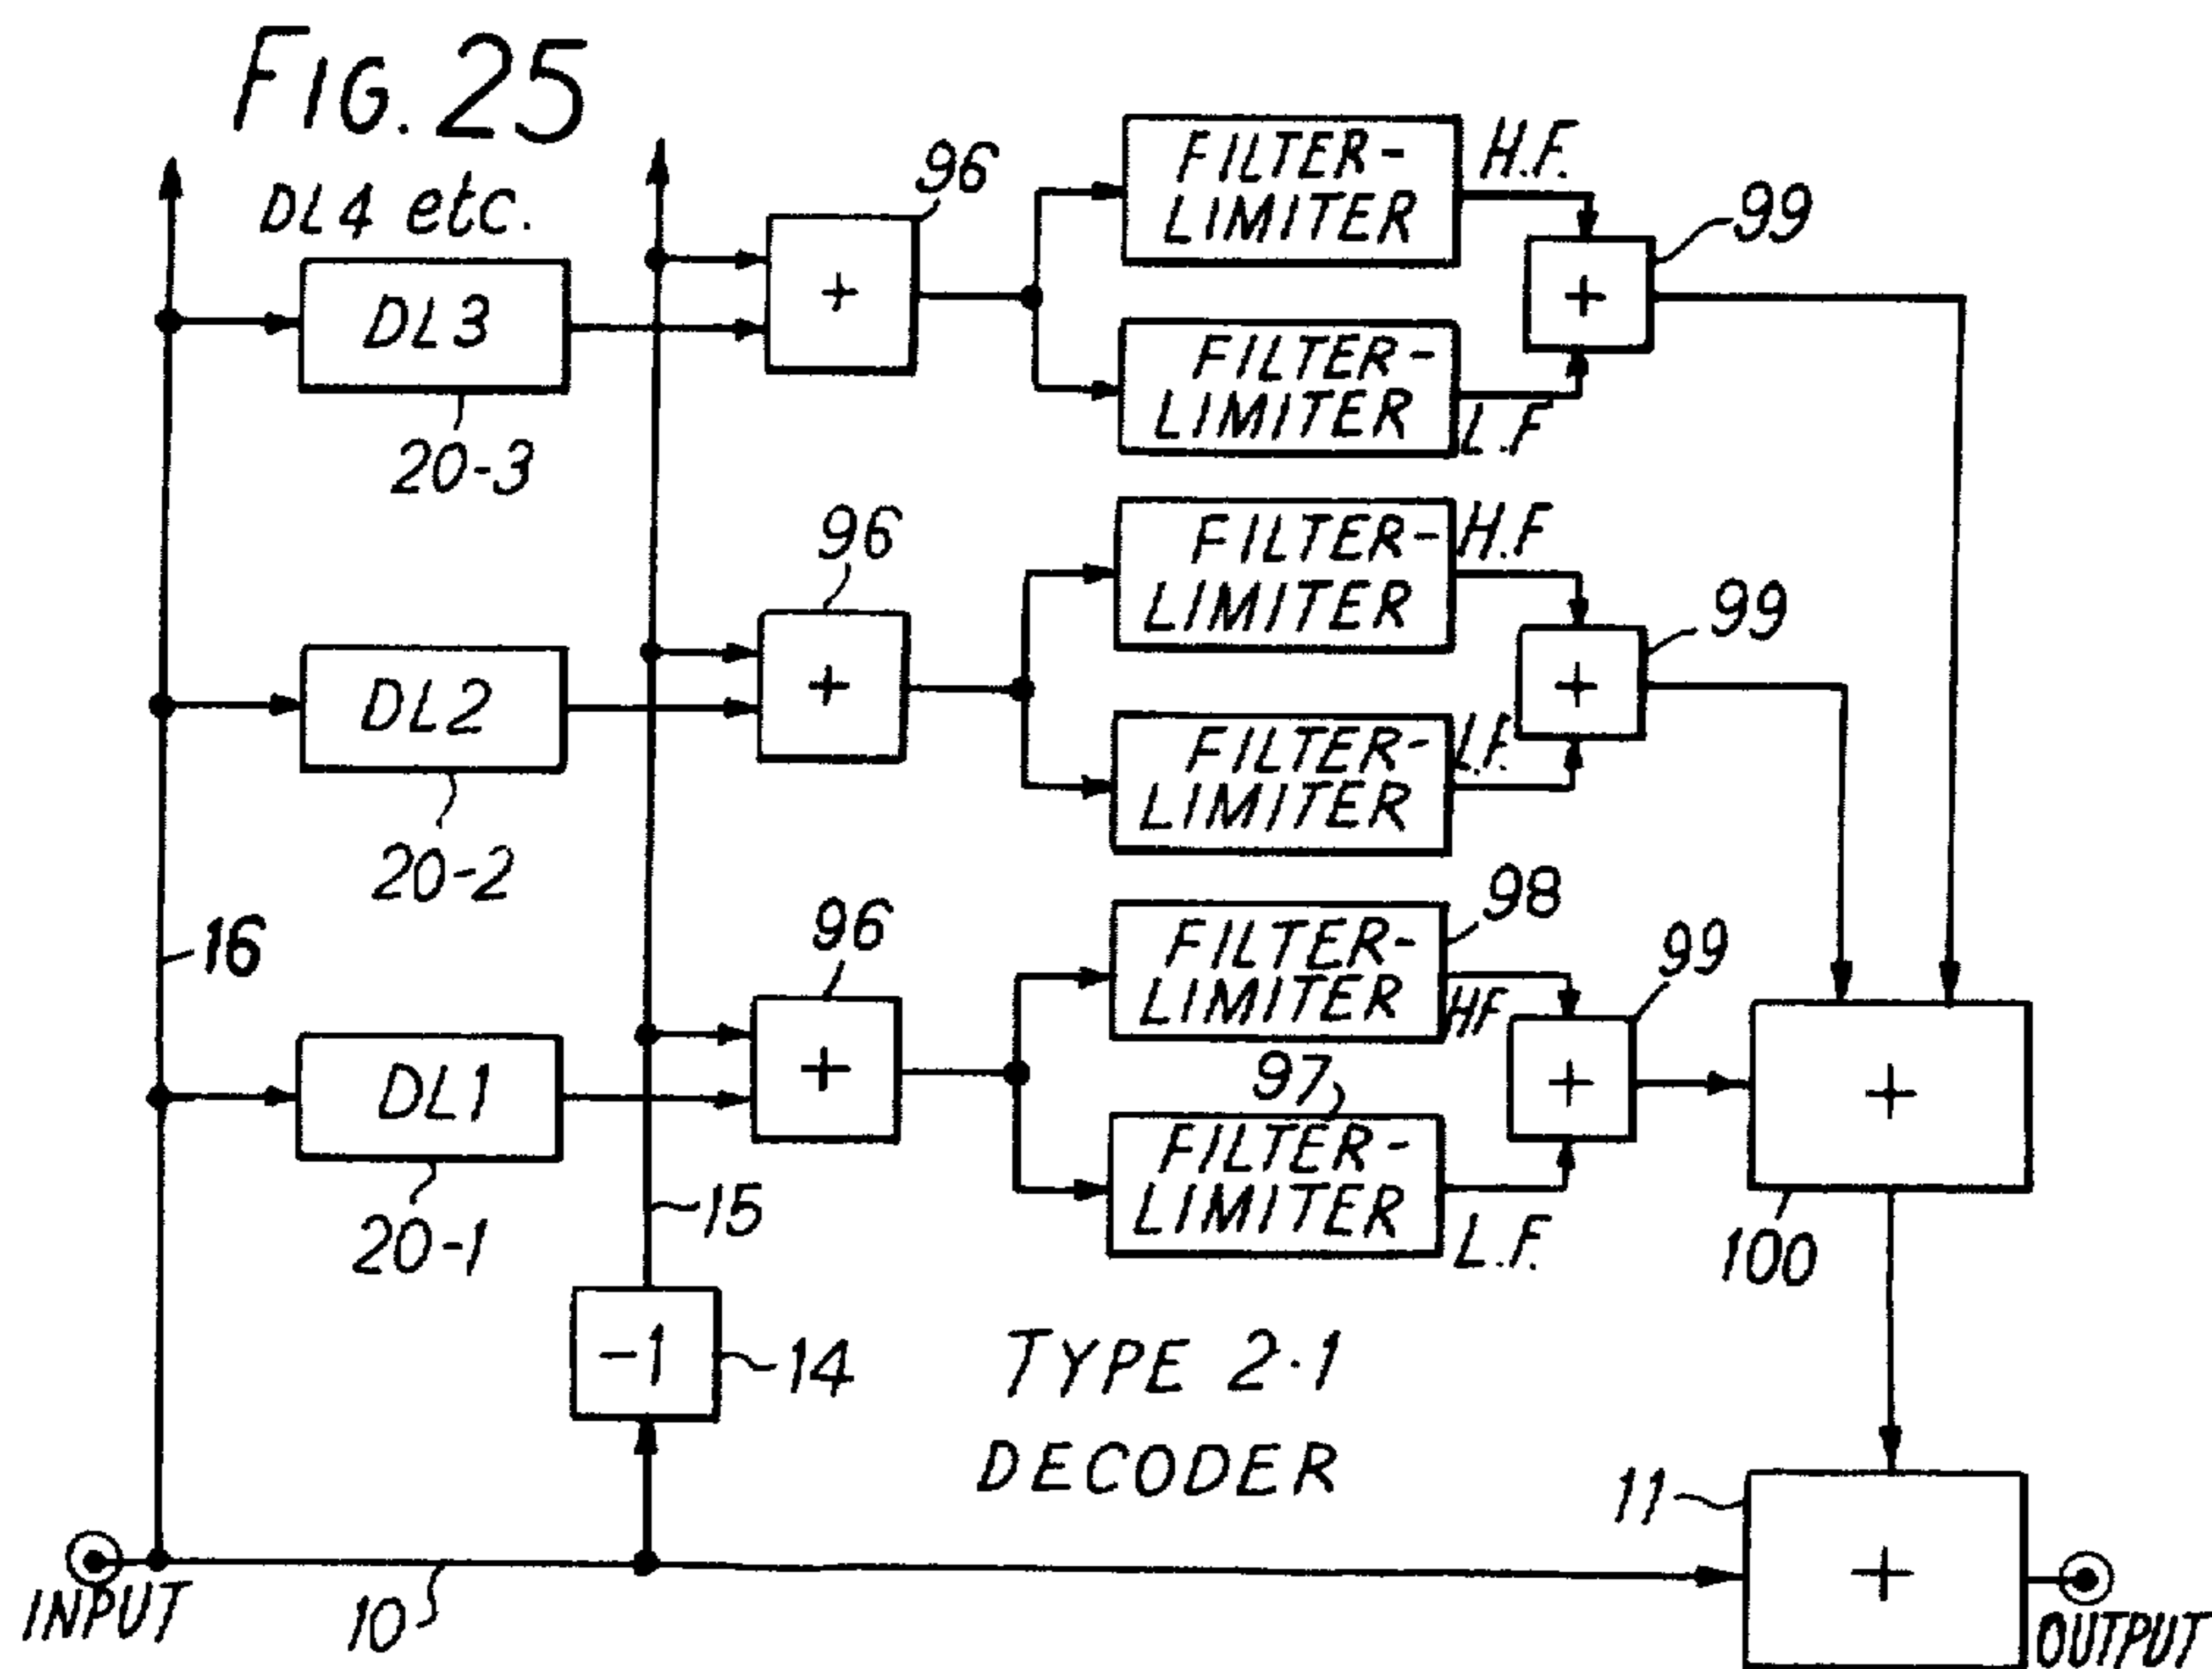 FIG. 25
DL4 etc.
96
FILTER-
LIMITER
H.F.
99
DL3
+
+
FILTER-
LIMITER
L.F
20-3
96
FILTER-
LIMITER
H.F
99
DL2
+
+
FILTER-
LIMITER
L.F.
20-2
16
96
FILTER-
LIMITER
98
HF
99
DL1
+
+
+
97
FILTER-
LIMITER
L.F.
20-1
15
100
-1
14
TYPE 2·1
DECODER
11
+
INPUT
10
OUTPUT